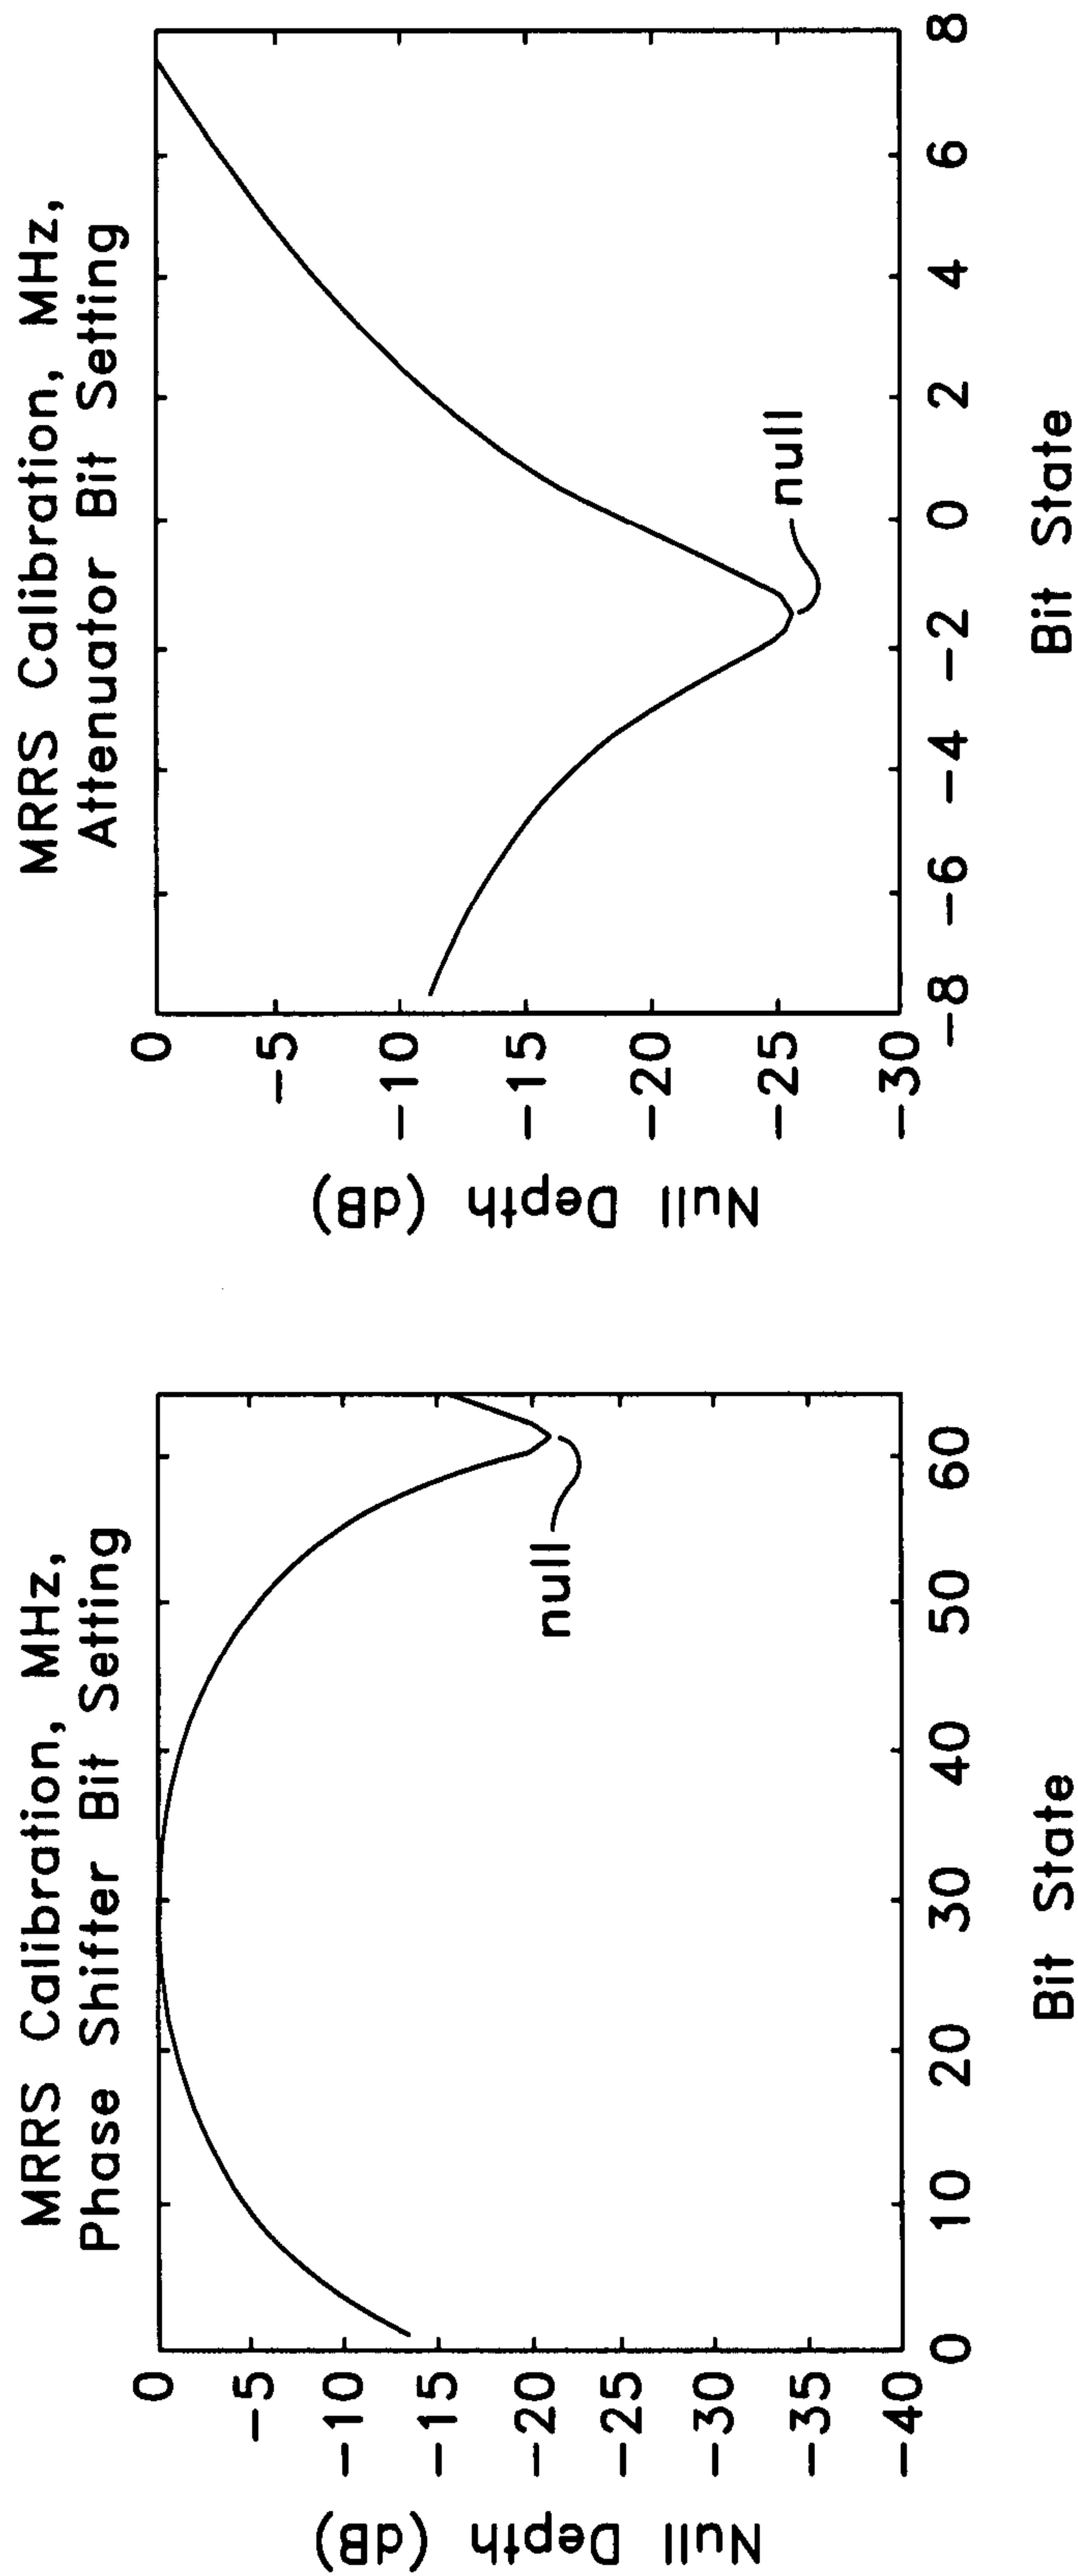 MRRS Calibration, MHz,
Phase Shifter Bit Setting
Null Depth (dB)
0
-5
-10
-15
-20
-25
-30
-35
-40
null
0 10 20 30 40 50 60
Bit State
MRRS Calibration, MHz,
Attenuator Bit Setting
Null Depth (dB)
0
-5
-10
-15
-20
-25
-30
null
-8 -6 -4 -2 0 2 4 6 8
Bit State